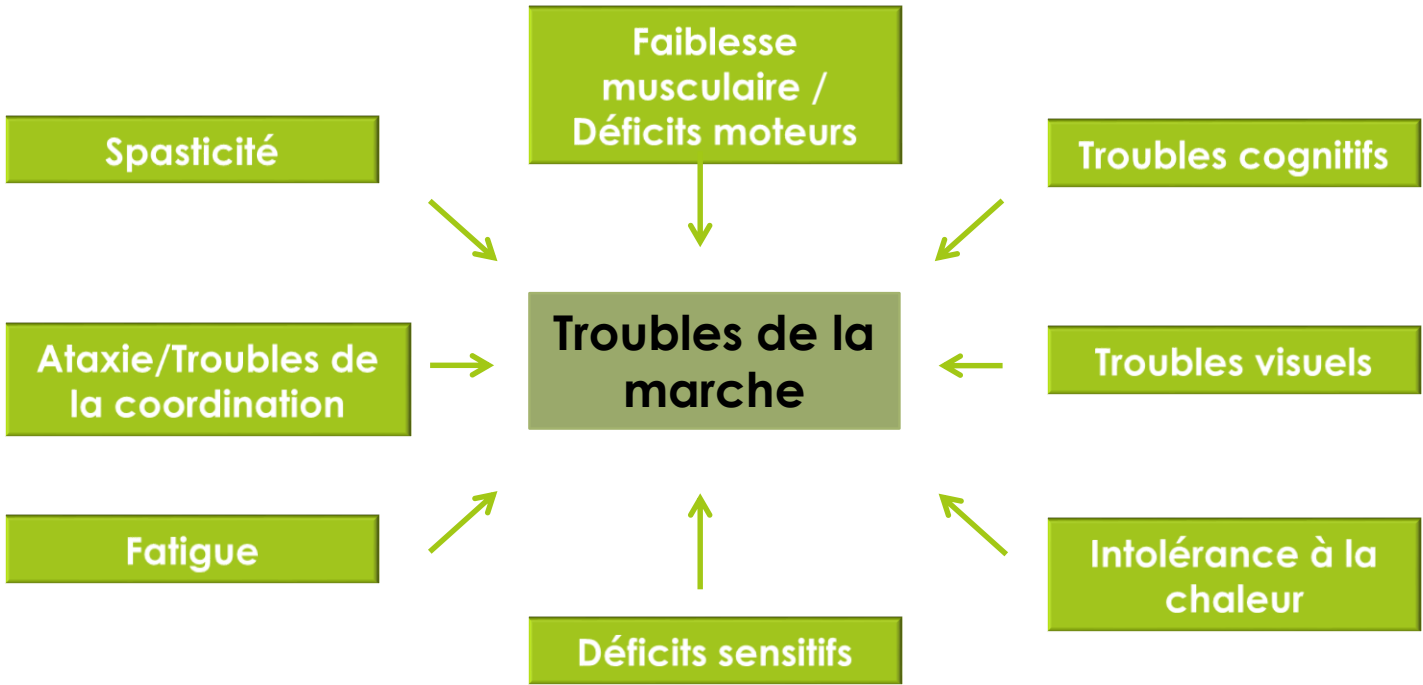 Faiblesse
musculaire /
Déficits moteurs
Spasticité
Troubles cognitifs
Troubles de la
marche
Ataxie/Troubles de
la coordination
Troubles visuels
Fatigue
Intolérance à la
chaleur
Déficits sensitifs